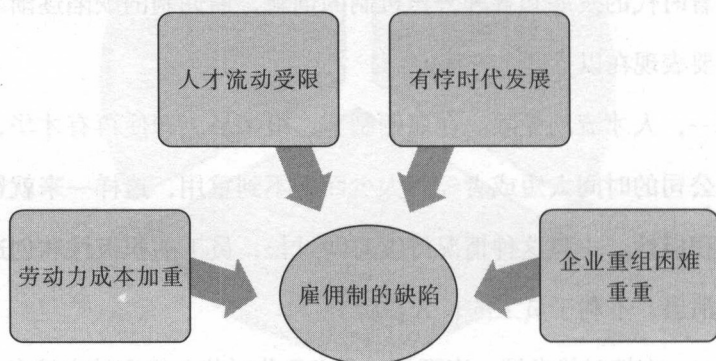 人才流动受限
有悖时代发展
劳动力成本加重
雇佣制的缺陷
企业重组困难
重重